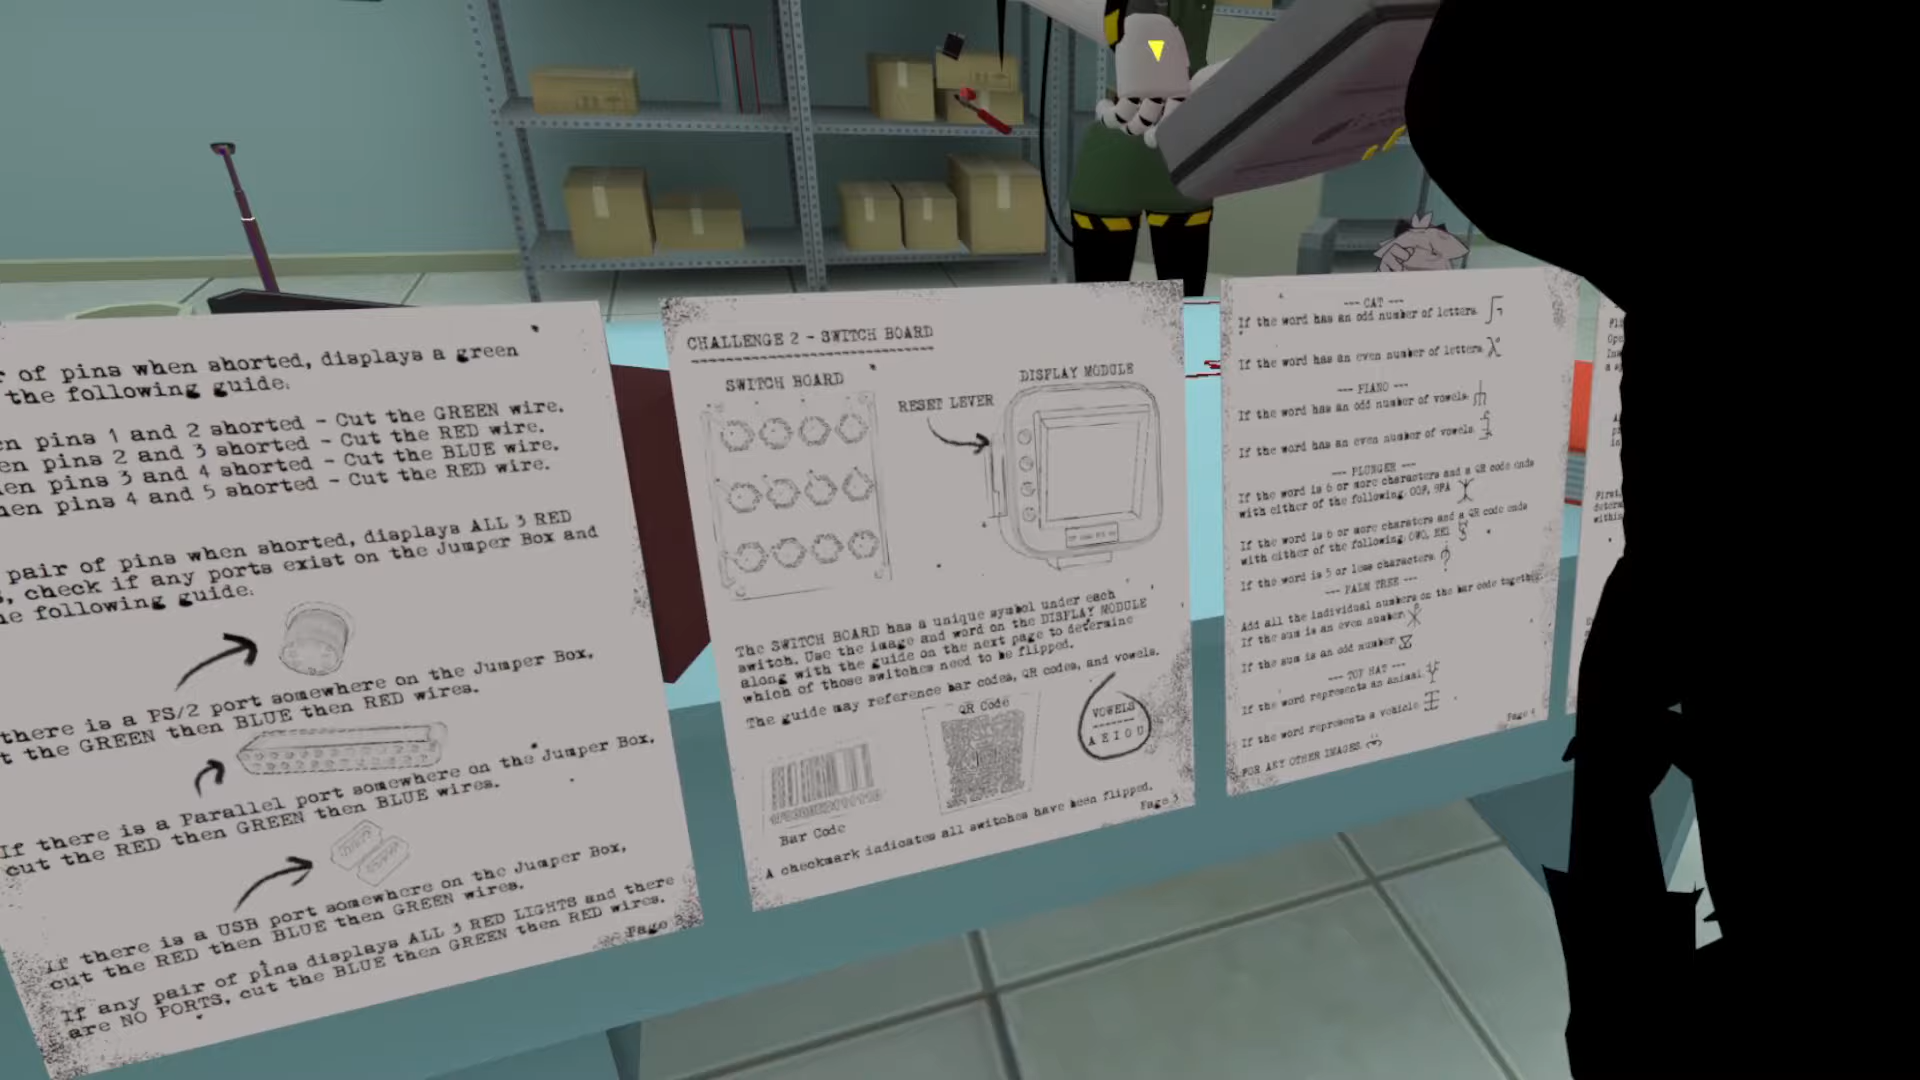 r of pins when shorted, displays a green
the following guide.
en pins 1 and 2 shorted - Cut the GREEN wire.
en pins 2 and 3 shorted - Cut the RED wire.
en pins 3 and 4 shorted - Cut the BLUE wire.
en pins 4 and 5 shorted - Cut the RED wire.
pair of pins when shorted, displays ALL 3 RED
, check if any ports exist on the Jumper Box and
e following guide.
there is a PS/2 port somewhere on the Jumper Box,
t the GREEN then BLUE then RED wires.
If there is a Parallel port somewhere on the Jumper Box,
cut the RED then GREEN then BLUE wires.
If there is a USB port somewhere on the Jumper Box,
cut the RED then BLUE then GREEN wires.
If any pair of pins displays ALL 3 RED LIGHTS and there
are NO PORTS, cut the BLUE then GREEN then RED wires.
Page
CHALLENGE 2 - SWITCH BOARD
SWITCH BOARD
DISPLAY MODULE
RESET LEVER
The SWITCH BOARD has a unique symbol under each
switch. Use the image and word on the DISPLAY MODULE
along with the guide on the next page to determine
which of those switches need to be flipped.
The guide may reference bar codes, QR codes, and vowels.
QR Code
VOWELS
A E I O U
Bar Code
A checkmark indicates all switches have been flipped.
Page 3
--- CAT ---
If the word has an odd number of letters
If the word has an even number of letters
--- PIANO ---
If the word has an odd number of vowels
If the word has an even number of vowels
--- PLUNGER ---
If the word is 6 or more characters and a QR code ends
with either of the following:
If the word is 6 or more characters and a QR code ends
with either of the following:
If the word is 5 or less characters
--- PALM TREE ---
Add all the individual numbers on the bar code together.
If the sum is an even number
If the sum is an odd number
--- TOP HAT ---
If the word represents an animal
If the word represents a vehicle
FOR ANY OTHER IMAGES
Page 4